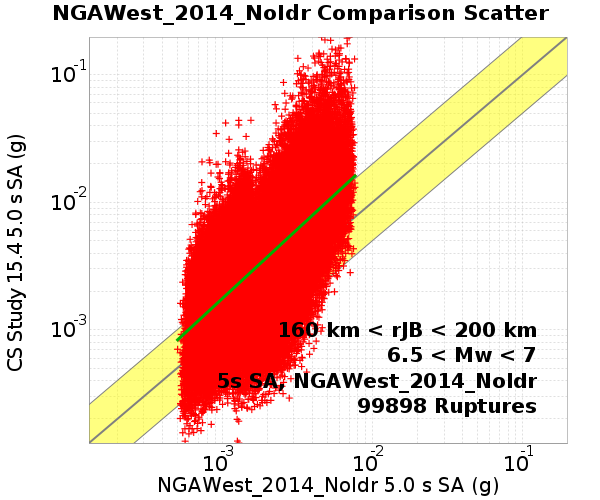 NGAWest_2014_NoIdr Comparison Scatter
CS Study 15.4 5.0 s SA (g)
10-1
10-2
10-3
160 km < rJB < 200 km
6.5 < Mw < 7
5s SA, NGAWest_2014_NoIdr
99898 Ruptures
10-3 10-2 10-1
NGAWest_2014_NoIdr 5.0 s SA (g)